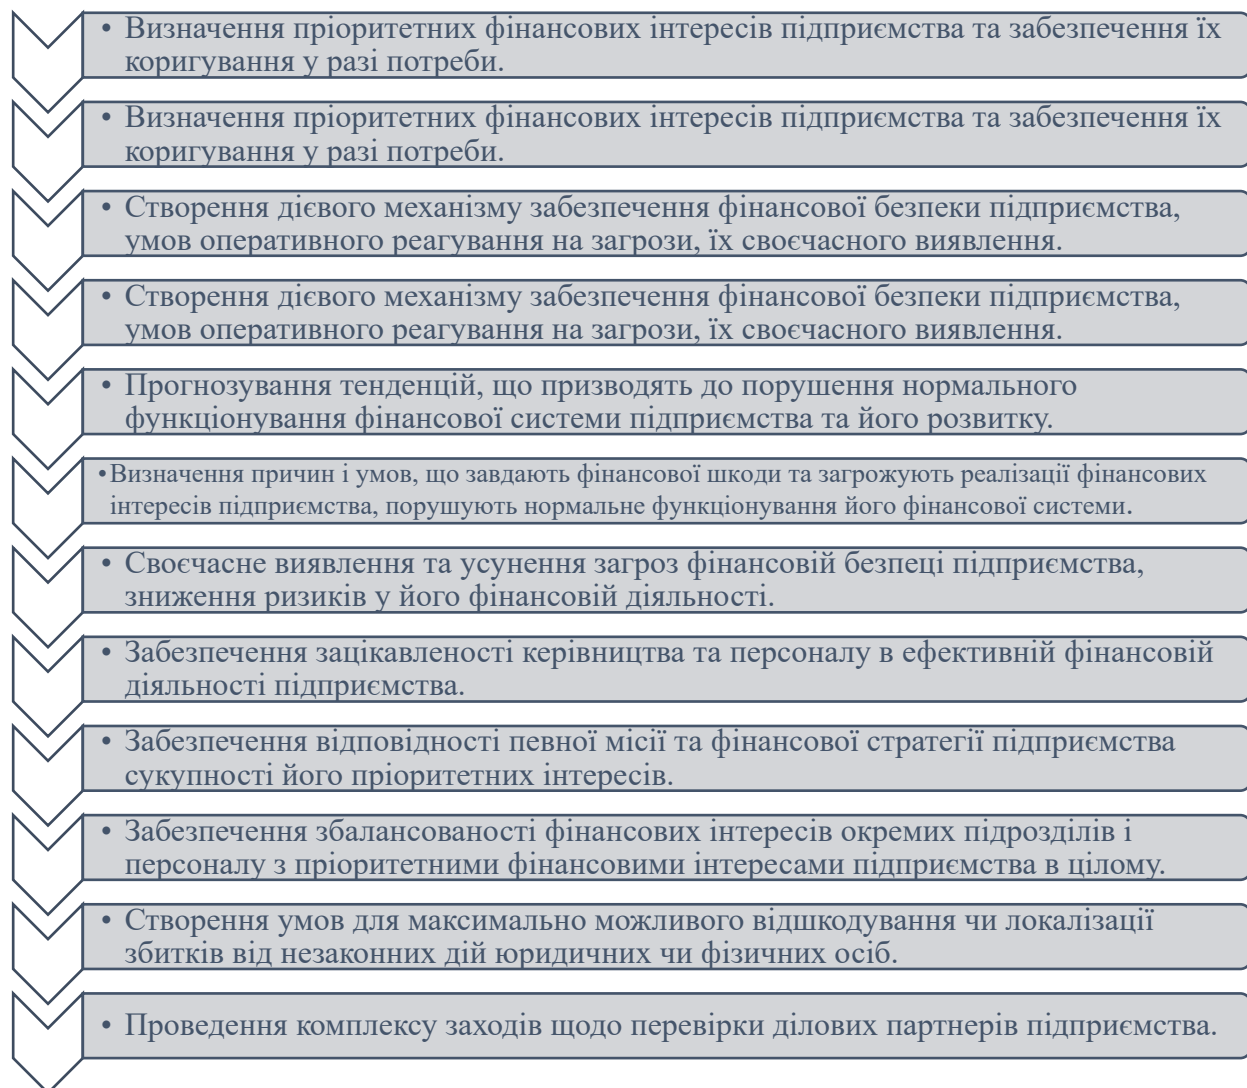 • Визначення пріоритетних фінансових інтересів підприємства та забезпечення їх
коригування у разі потреби.
• Визначення пріоритетних фінансових інтересів підприємства та забезпечення їх
коригування у разі потреби.
• Створення дієвого механізму забезпечення фінансової безпеки підприємства,
умов оперативного реагування на загрози, їх своєчасного виявлення.
• Створення дієвого механізму забезпечення фінансової безпеки підприємства,
умов оперативного реагування на загрози, їх своєчасного виявлення.
• Прогнозування тенденцій, що призводять до порушення нормального
функціонування фінансової системи підприємства та його розвитку.
•Визначення причин і умов, що завдають фінансової шкоди та загрожують реалізації фінансових
інтересів підприємства, порушують нормальне функціонування його фінансової системи.
• Своєчасне виявлення та усунення загроз фінансовій безпеці підприємства,
зниження ризиків у його фінансовій діяльності.
• Забезпечення зацікавленості керівництва та персоналу в ефективній фінансовій
діяльності підприємства.
• Забезпечення відповідності певної місії та фінансової стратегії підприємства
сукупності його пріоритетних інтересів.
• Забезпечення збалансованості фінансових інтересів окремих підрозділів і
персоналу з пріоритетними фінансовими інтересами підприємства в цілому.
• Створення умов для максимально можливого відшкодування чи локалізації
збитків від незаконних дій юридичних чи фізичних осіб.
• Проведення комплексу заходів щодо перевірки ділових партнерів підприємства.